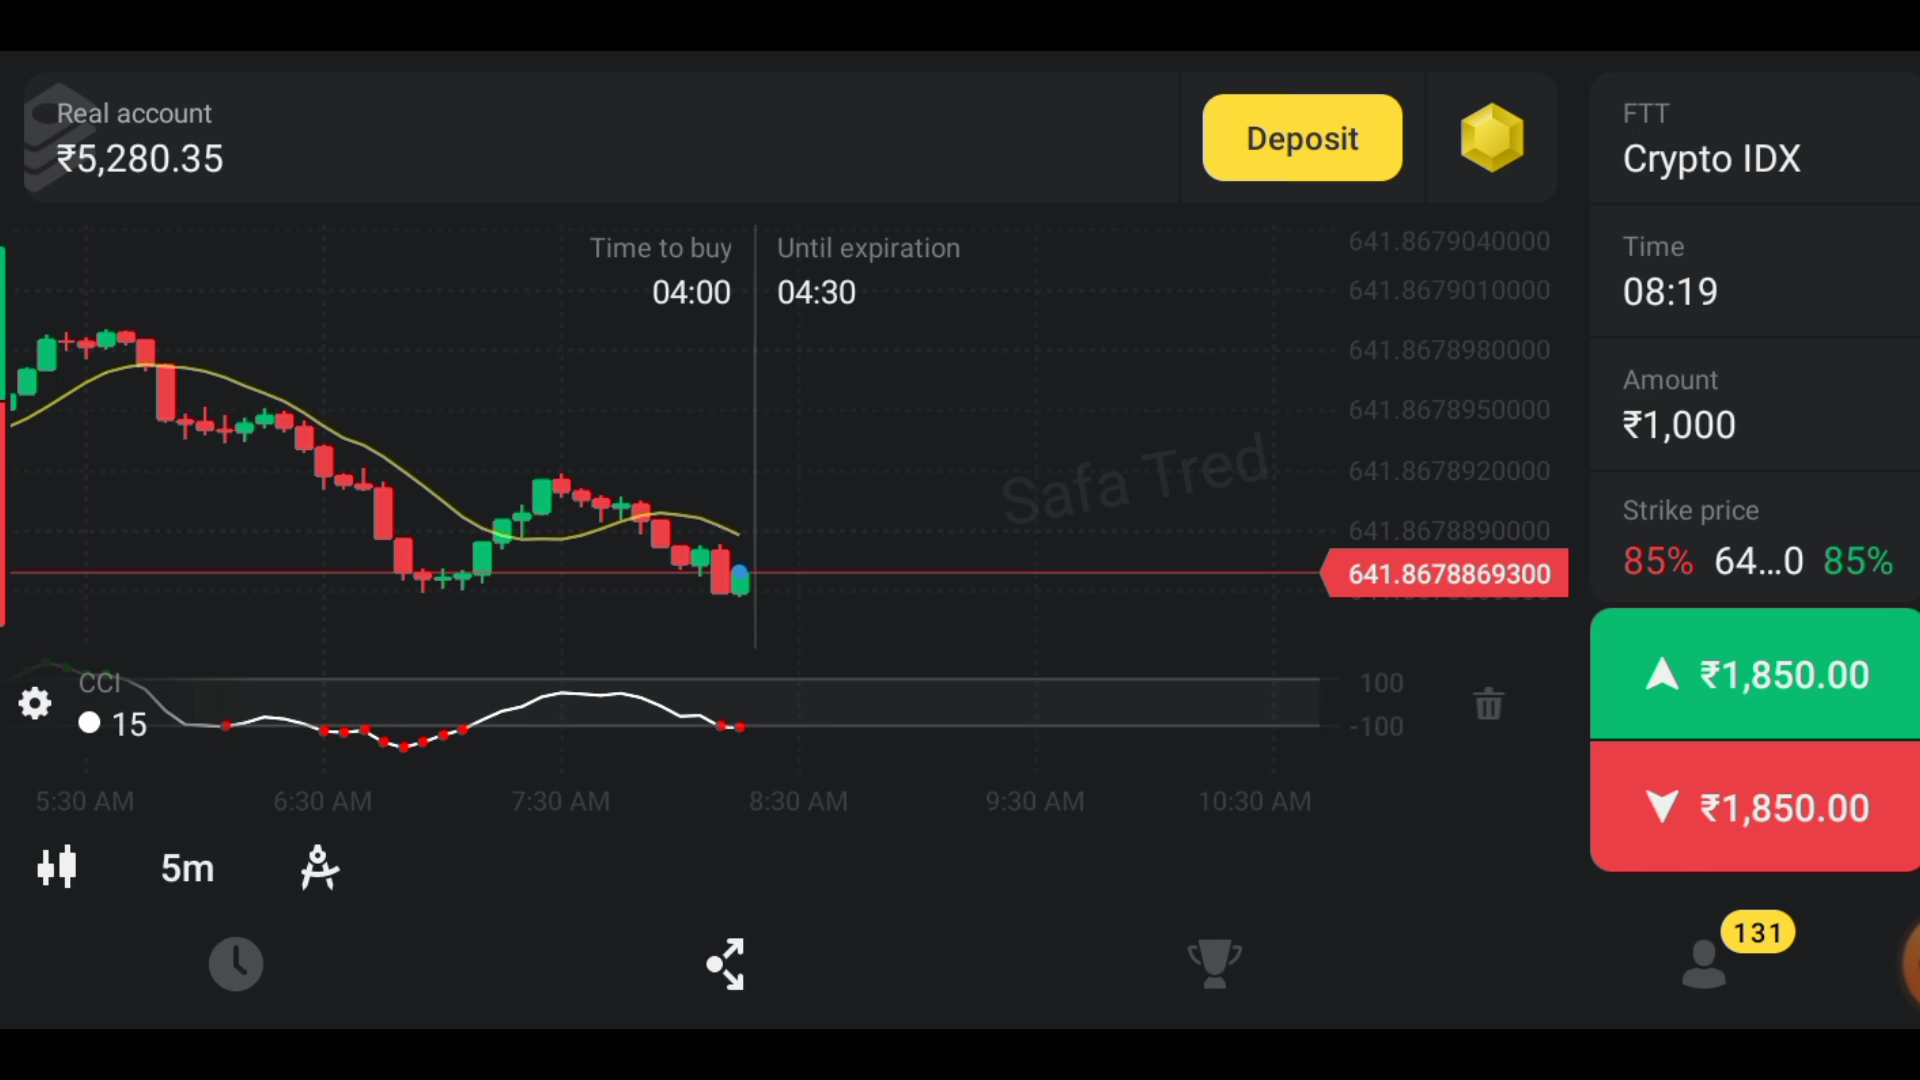 Real account
₹5,280.35
Deposit
FTT
Crypto IDX
Time to buy
04:00
Until expiration
04:30
641.8679040000
641.8679010000
641.8678980000
641.8678950000
641.8678920000
641.8678890000
641.8678869300
Safa Tred
Time
08:19
Amount
₹1,000
Strike price
85% 64...0 85%
₹1,850.00
₹1,850.00
CCI
15
100
-100
5:30 AM
6:30 AM
7:30 AM
8:30 AM
9:30 AM
10:30 AM
5m
131